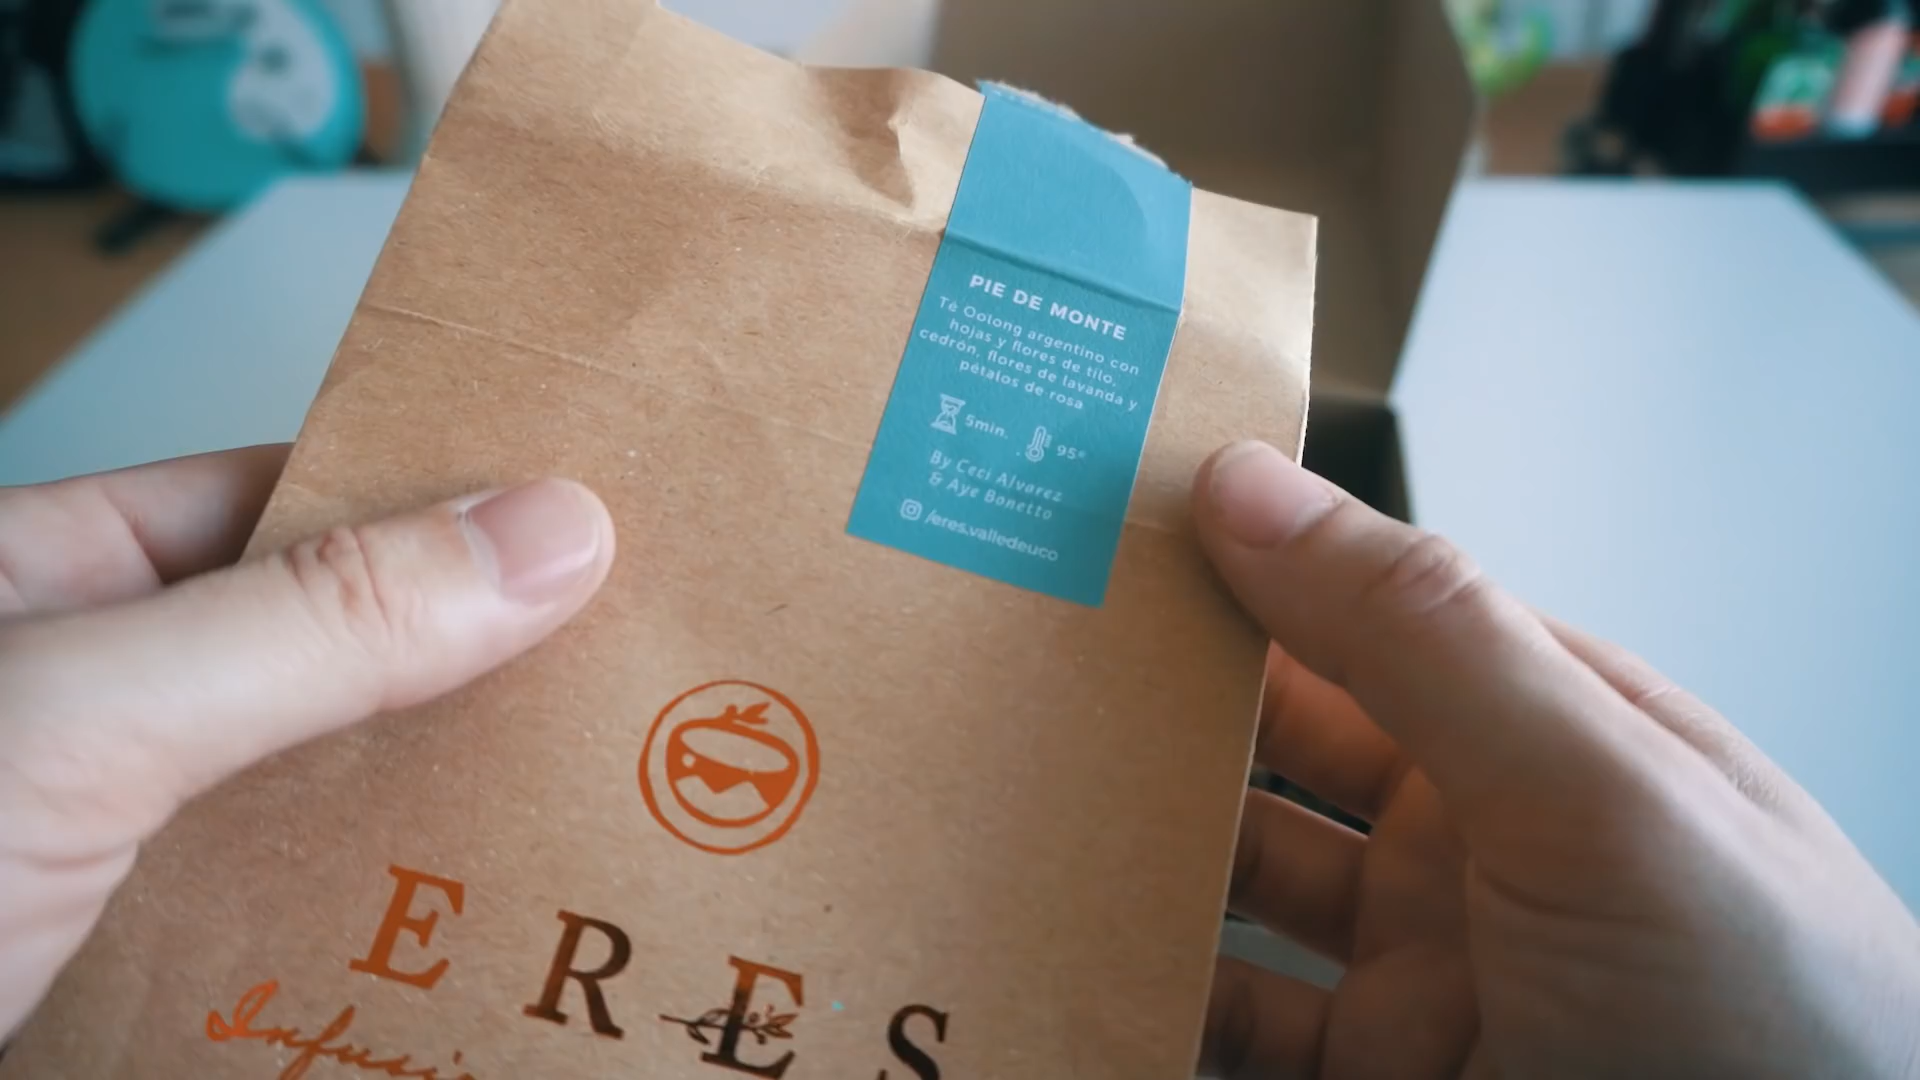 PIE DE MONTE
Té Oolong argentino con
hojas y flores de tilo,
cedrón, flores de lavanda y
pétalos de rosa
5min. 95º
By Ceci Alvarez
& Aye Bonetto
/eres.valledeuco
ERES